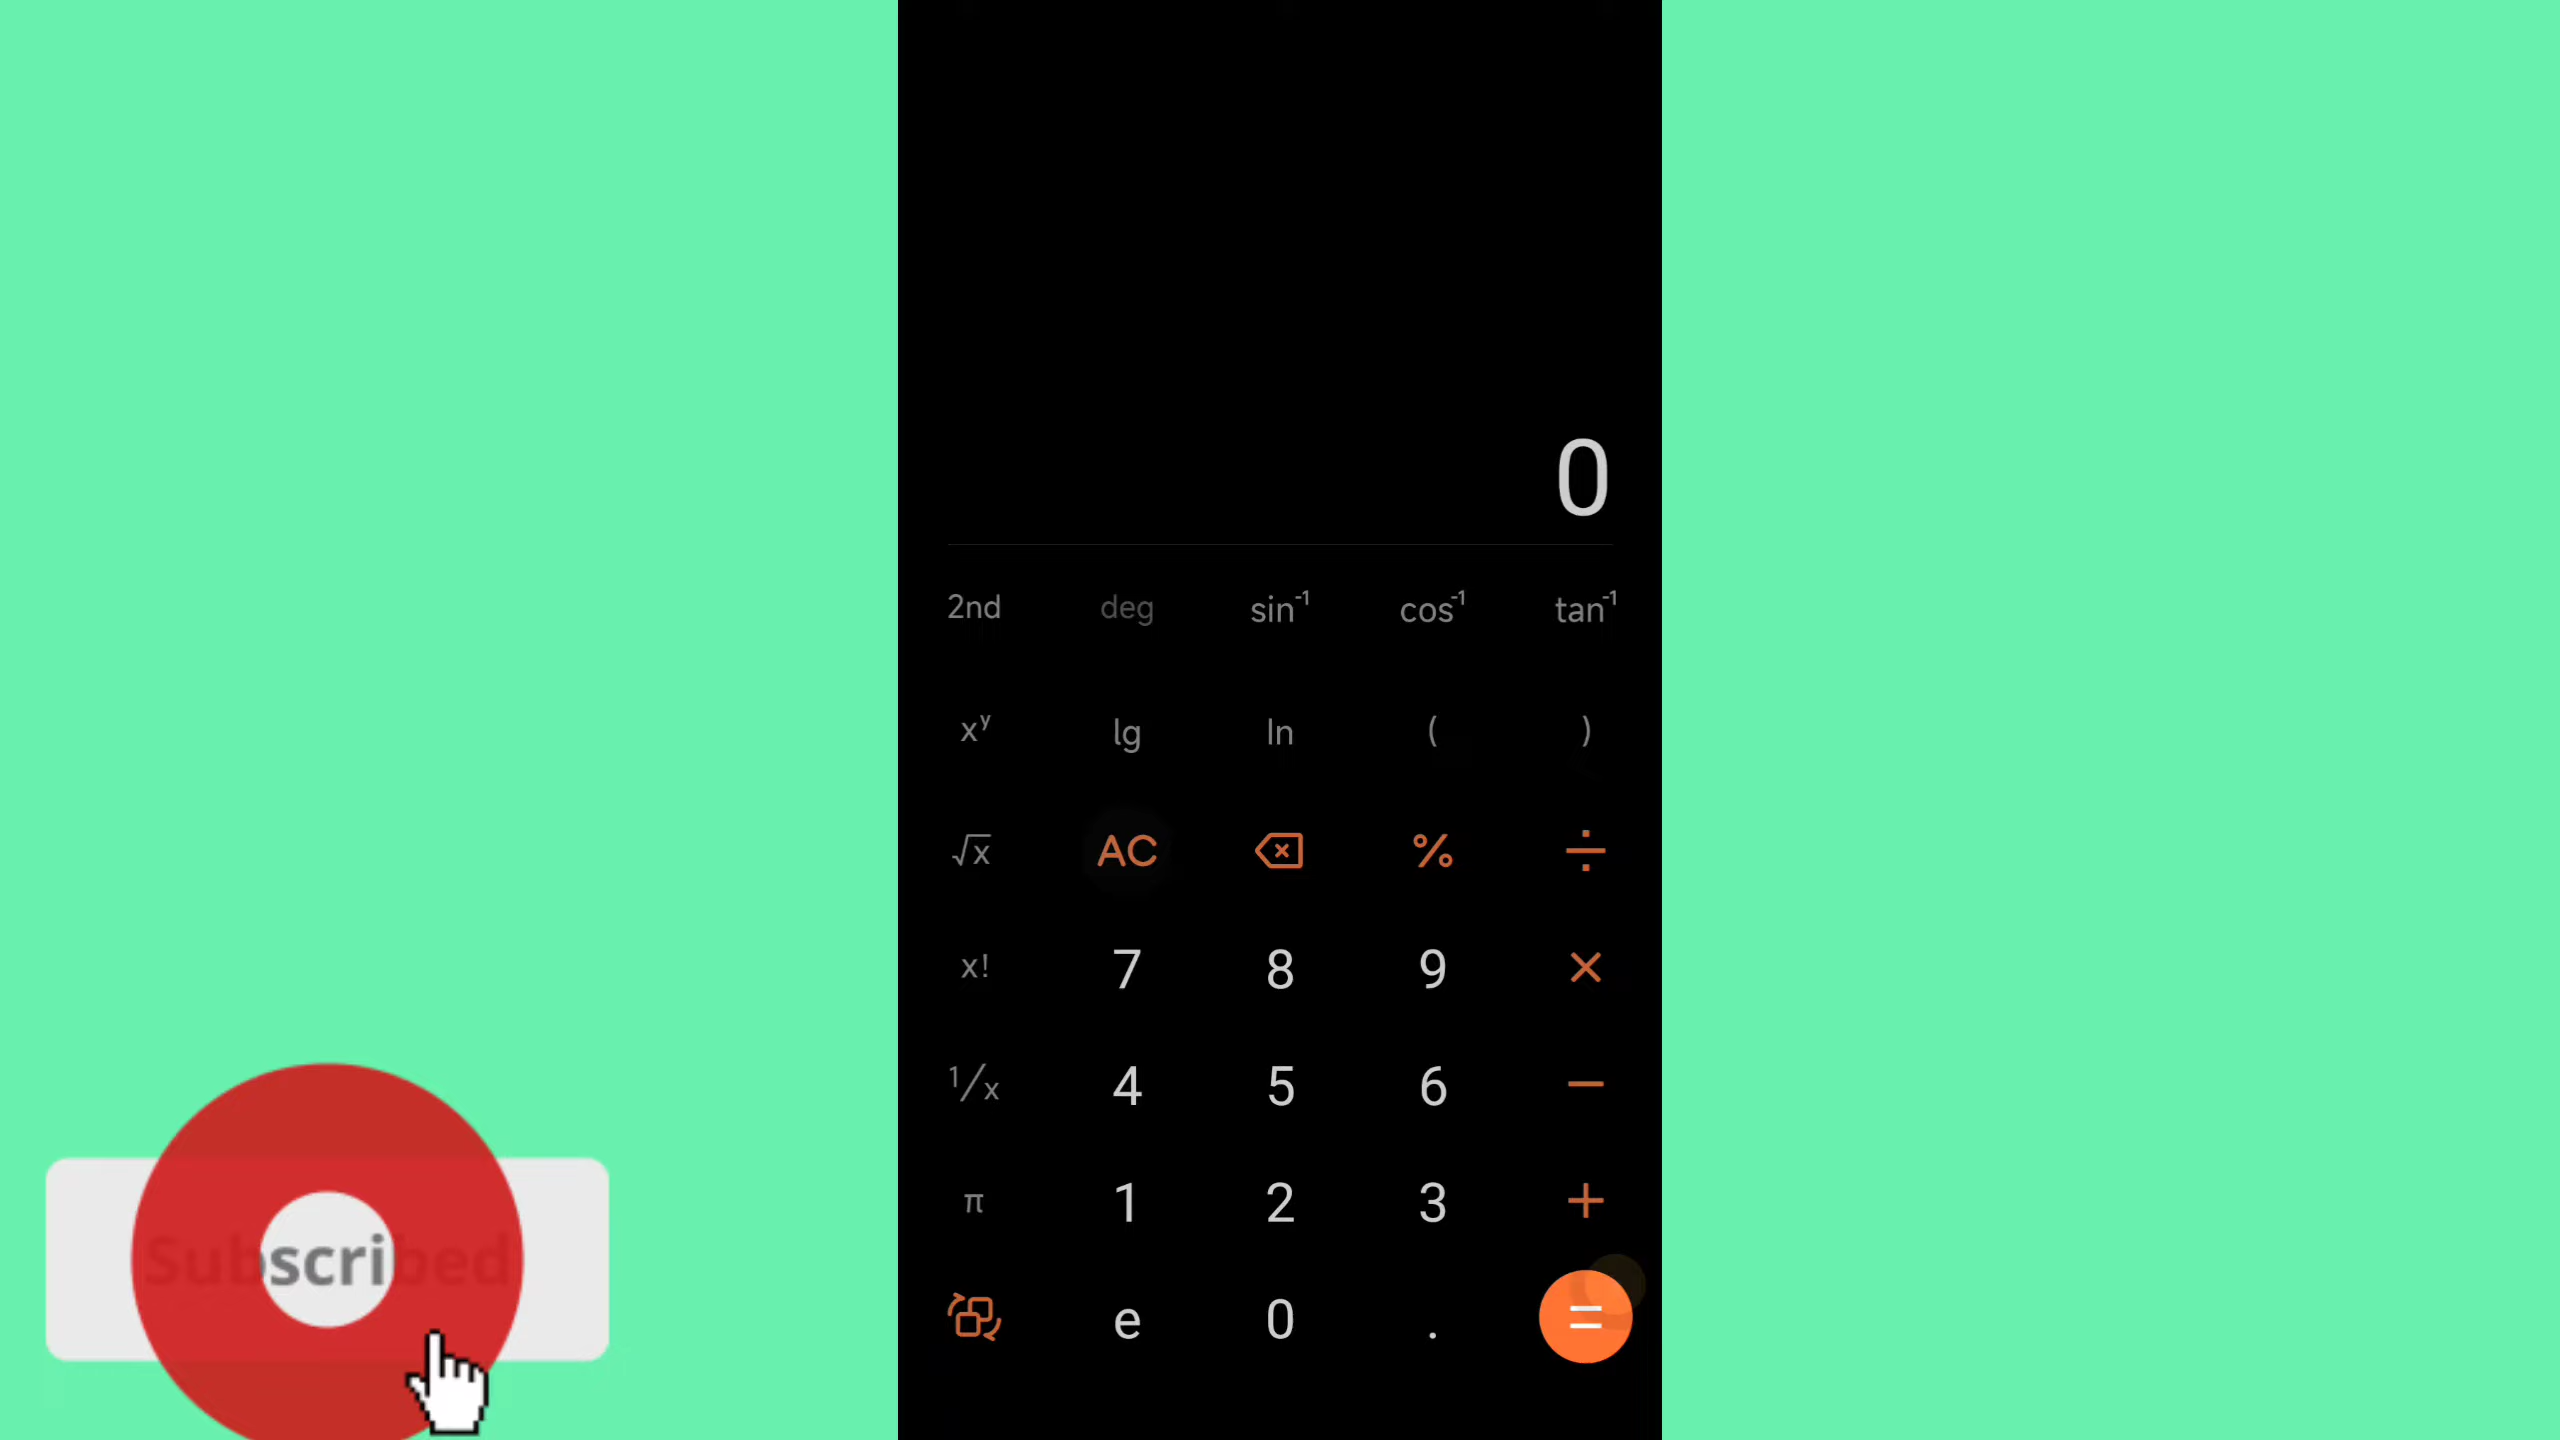 0
2nd deg sin⁻¹ cos⁻¹ tan⁻¹
xʸ lg ln ( )
√x AC % ÷
x! 7 8 9 ×
1/x 4 5 6 −
π 1 2 3 +
e 0 . =
Subscribed